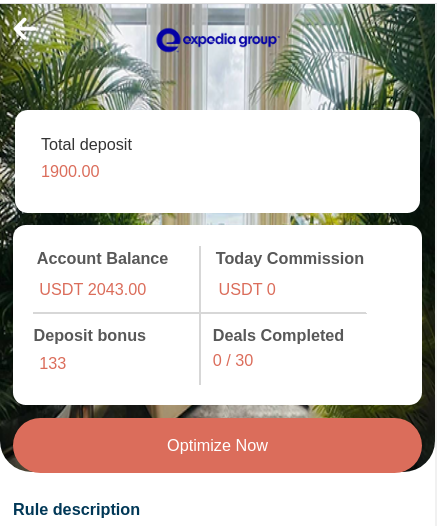 expedia group
Total deposit
1900.00
Account Balance
Today Commission
USDT 2043.00
USDT 0
Deposit bonus
Deals Completed
133
0 / 30
Optimize Now
Rule description